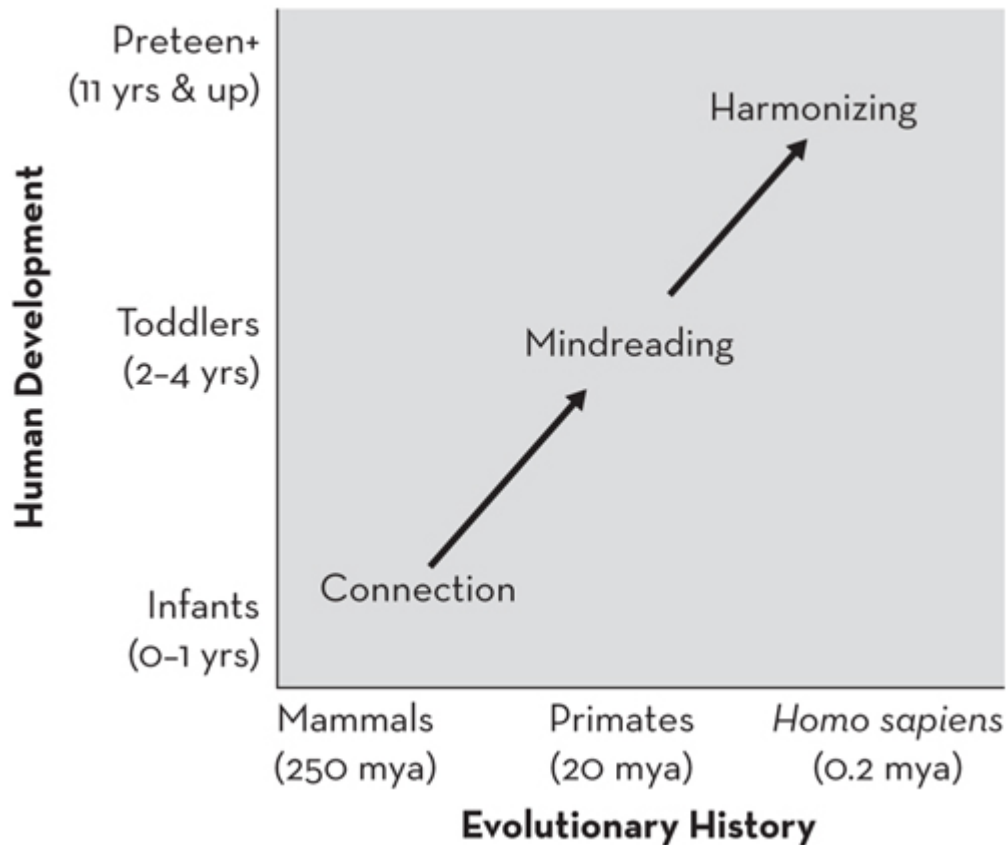 Preteen+
(11 yrs & up)
Harmonizing
Human Development
Toddlers
(2–4 yrs)
Mindreading
Connection
Infants
(0–1 yrs)
Mammals
(250 mya)
Primates
(20 mya)
Homo sapiens
(0.2 mya)
Evolutionary History